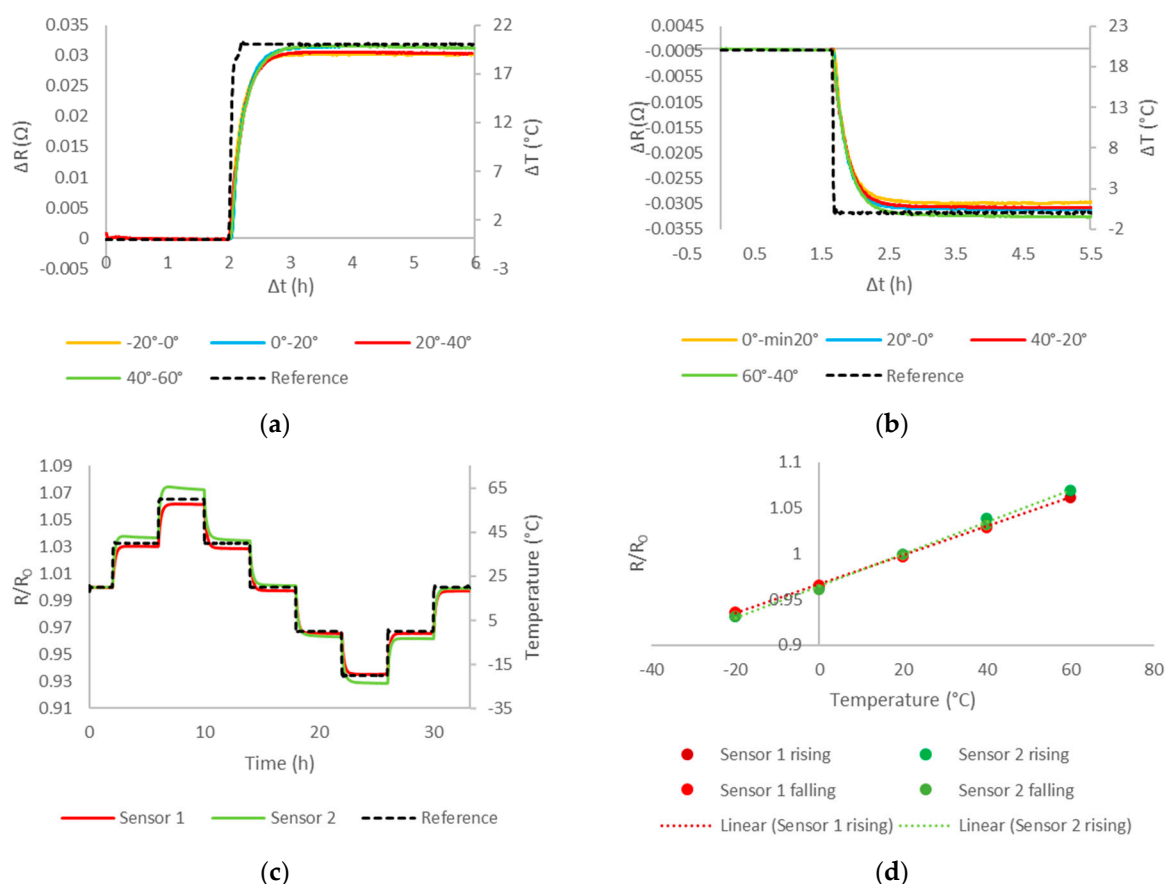 0.035
0.03
0.025
0.02
0.015
0.01
0.005
0
-0.005
ΔR (Ω)
22
17
12
7
2
-3
ΔT (°C)
0 1 2 3 4 5 6
Δt (h)
-20°-0° 0°-20° 20°-40°
40°-60° Reference
(a)
0.0045
-0.0005
-0.0055
-0.0105
-0.0155
-0.0205
-0.0255
-0.0305
-0.0355
ΔR (Ω)
23
18
13
8
3
-2
ΔT (°C)
-0.5 0.5 1.5 2.5 3.5 4.5 5.5
Δt (h)
0°-min20° 20°-0° 40°-20°
60°-40° Reference
(b)
1.09
1.07
1.05
1.03
1.01
0.99
0.97
0.95
0.93
0.91
R/R₀
65
45
25
5
-15
-35
Temperature (°C)
0 10 20 30
Time (h)
Sensor 1 Sensor 2 Reference
(c)
1.1
1.05
1
0.95
0.9
R/R₀
-40 -20 0 20 40 60 80
Temperature (°C)
Sensor 1 rising Sensor 2 rising
Sensor 1 falling Sensor 2 falling
Linear (Sensor 1 rising) Linear (Sensor 2 rising)
(d)